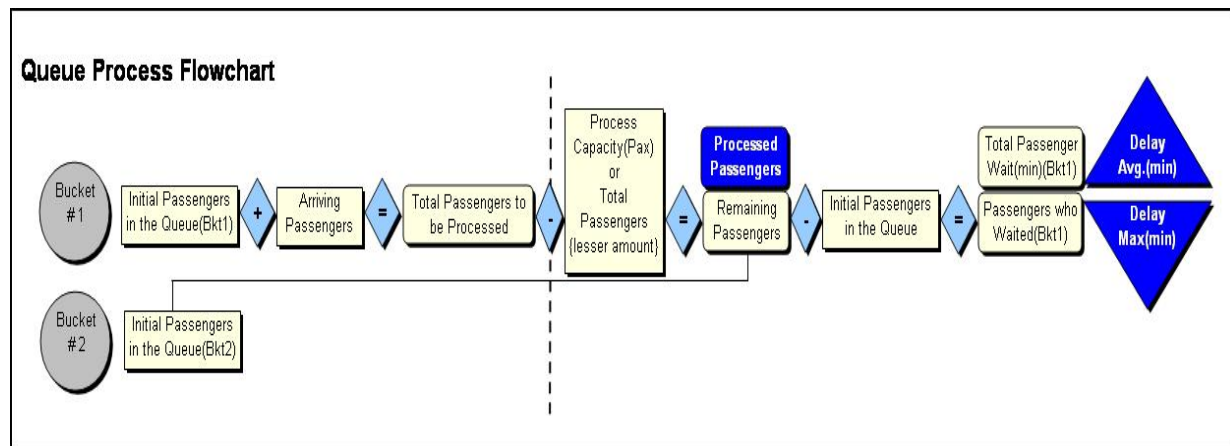 Queue Process Flowchart
Bucket
#1
Initial Passengers
in the Queue(Bkt1)
+
Arriving
Passengers
=
Total Passengers to
be Processed
-
Process
Capacity(Pax)
or
Total
Passengers
{lesser amount}
=
Processed
Passengers
Remaining
Passengers
-
Initial Passengers
in the Queue
=
Total Passenger
Wait(min)(Bkt1)
Passengers who
Waited(Bkt1)
Delay
Avg.(min)
Delay
Max(min)
Bucket
#2
Initial Passengers
in the Queue(Bkt2)